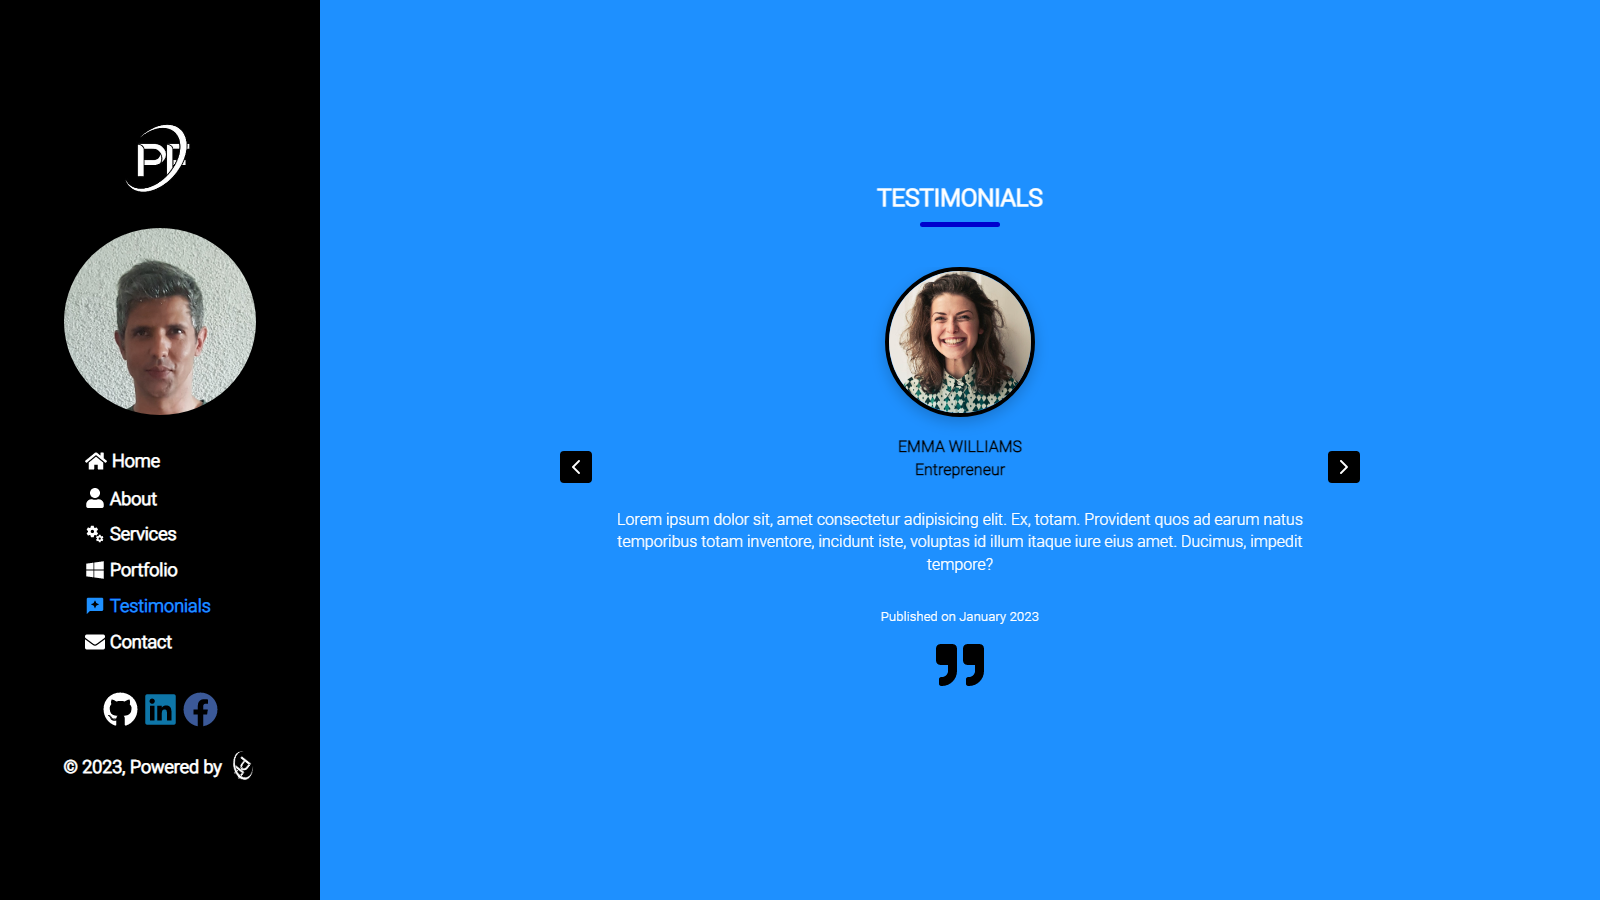 PF
Home
About
Services
Portfolio
Testimonials
Contact
© 2023, Powered by
TESTIMONIALS
EMMA WILLIAMS
Entrepreneur
Lorem ipsum dolor sit, amet consectetur adipisicing elit. Ex, totam. Provident quos ad earum natus
temporibus totam inventore, incidunt iste, voluptas id illum itaque iure eius amet. Ducimus, impedit
tempore?
Published on January 2023